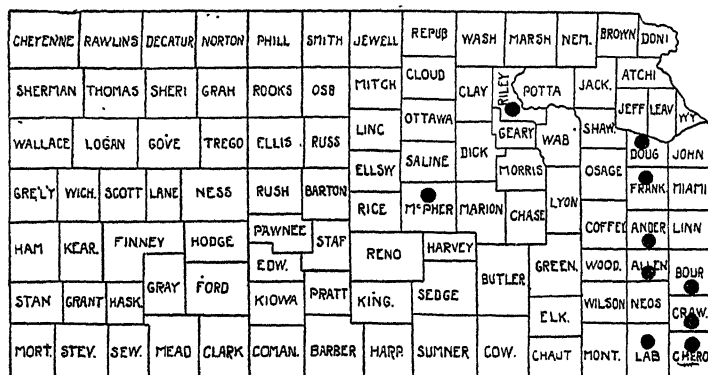 CHEYENNE RAWLINS DECATUR NORTON PHILL SMITH JEWELL REPUB WASH MARSH NEM. BROWN DONI
SHERMAN THOMAS SHERI GRAH ROOKS OSB MITCH CLOUD CLAY RILEY POTTA JACK. ATCHI
JEFF LEAV WY
WALLACE LOGAN GOVE TREGO ELLIS RUSS LINC OTTAWA GEARY WAB SHAW. DOUG JOHN
ELLSW SALINE DICK MORRIS OSAGE
GRE'LY WICH. SCOTT LANE NESS RUSH BARTON RICE McPHER MARION CHASE LYON FRANK MIAMI
HAM KEAR. FINNEY HODGE PAWNEE STAF RENO HARVEY COFFEY ANDER LINN
EDW. BUTLER GREEN. WOOD. ALLEN BOUR
STAN GRANT HASK. GRAY FORD KIOWA PRATT KING. SEDGE WILSON NEOS CRAW.
ELK.
MORT. STEV. SEW. MEAD CLARK COMAN. BARBER HARP. SUMNER COW. CHAUT MONT. LAB CHERO